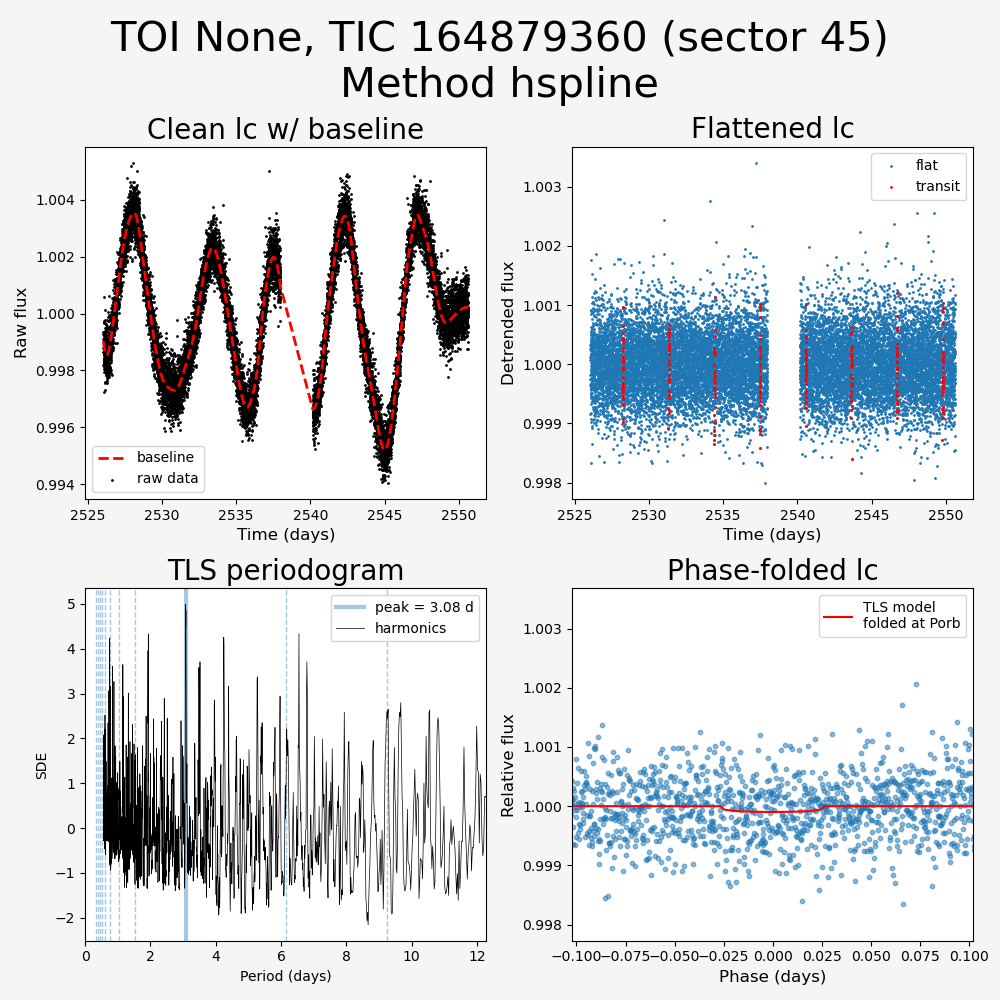 TOI None, TIC 164879360 (sector 45)
Method hspline
Clean lc w/ baseline
Raw flux
1.004
1.002
1.000
0.998
0.996
0.994
baseline
raw data
2525 2530 2535 2540 2545 2550
Time (days)
Flattened lc
Detrended flux
1.003
1.002
1.001
1.000
0.999
0.998
flat
transit
2525 2530 2535 2540 2545 2550
Time (days)
TLS periodogram
SDE
5
4
3
2
1
0
−1
−2
peak = 3.08 d
harmonics
0 2 4 6 8 10 12
Period (days)
Phase-folded lc
Relative flux
1.003
1.002
1.001
1.000
0.999
0.998
TLS model
folded at Porb
−0.100 −0.075 −0.050 −0.025 0.000 0.025 0.050 0.075 0.100
Phase (days)